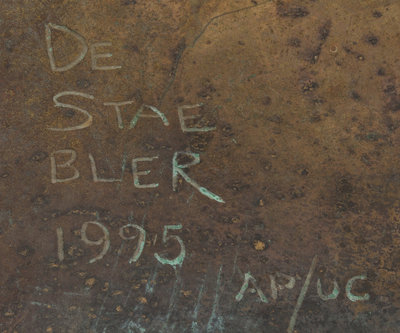 DE
STAE
BLER
1995
AP/UC